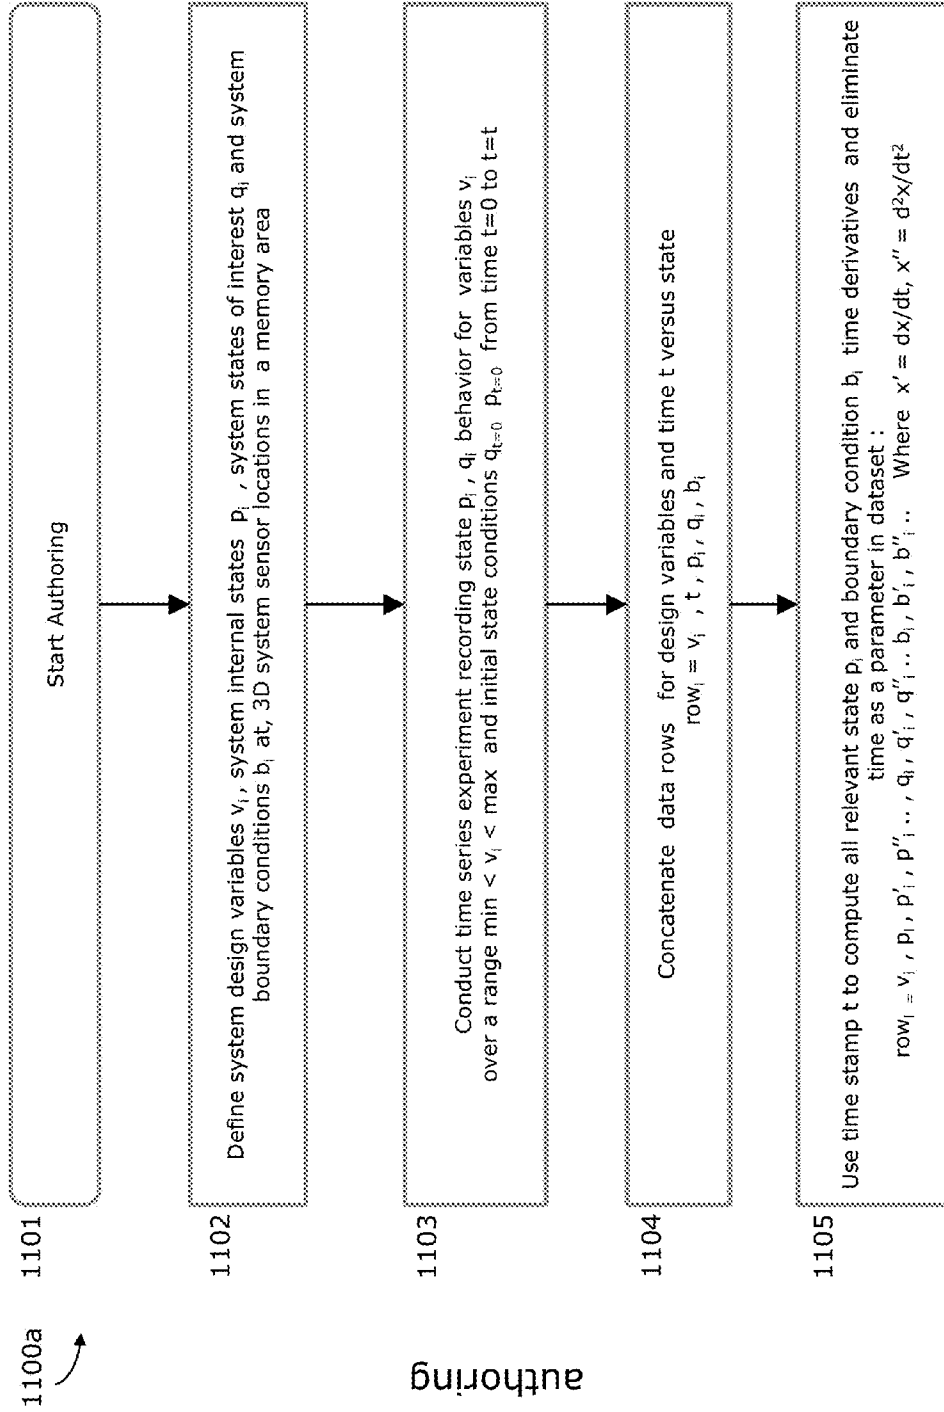 1100a
authoring
1101
Start Authoring
1102
Define system design variables vᵢ, system internal states pᵢ , system states of interest qᵢ and system
boundary conditions bᵢ at, 3D system sensor locations in a memory area
1103
Conduct time series experiment recording state pᵢ , qᵢ behavior for variables vᵢ
over a range min < vᵢ < max and initial state conditions qₜ₌₀ pₜ₌₀ from time t=0 to t=t
1104
Concatenate data rows for design variables and time t versus state
rowᵢ = vᵢ , t , pᵢ , qᵢ , bᵢ
1105
Use time stamp t to compute all relevant state pᵢ and boundary condition bᵢ time derivatives and eliminate
time as a parameter in dataset :
rowᵢ = vᵢ , pᵢ , p′ᵢ , p″ᵢ .. , qᵢ , q′ᵢ , q″ᵢ .. , bᵢ , b′ᵢ , b″ᵢ .. Where x′ = dx/dt, x″ = d²x/dt²